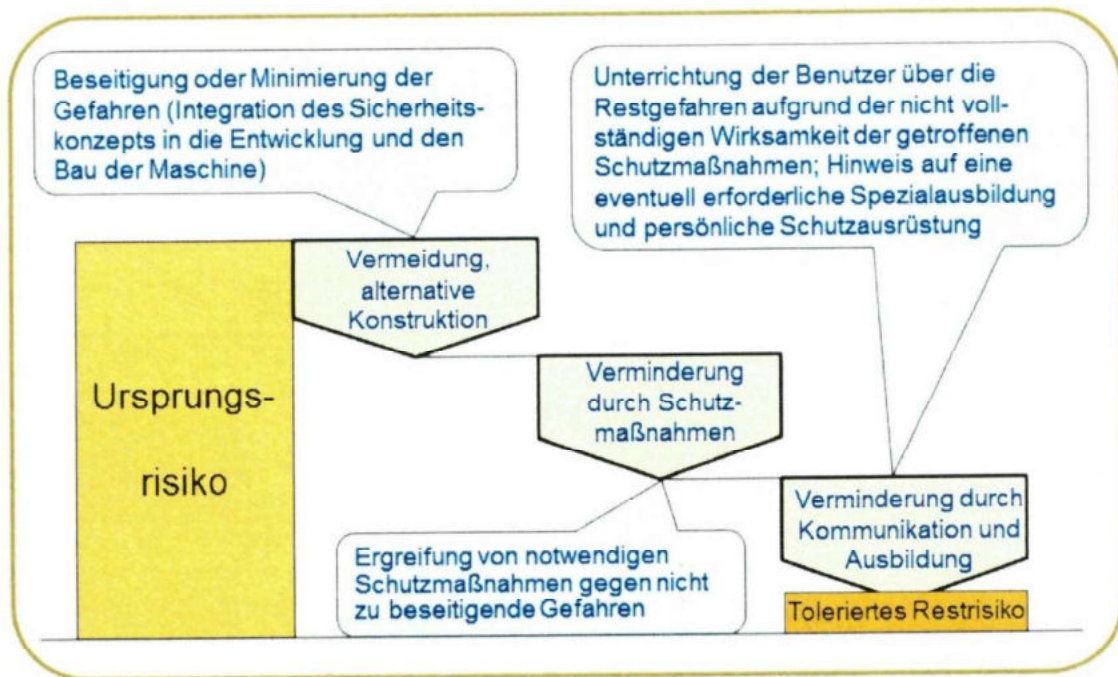 Beseitigung oder Minimierung der
Gefahren (Integration des Sicherheits-
konzepts in die Entwicklung und den
Bau der Maschine)
Unterrichtung der Benutzer über die
Restgefahren aufgrund der nicht voll-
ständigen Wirksamkeit der getroffenen
Schutzmaßnahmen; Hinweis auf eine
eventuell erforderliche Spezialausbildung
und persönliche Schutzausrüstung
Ursprungs-
risiko
Vermeidung,
alternative
Konstruktion
Verminderung
durch Schutz-
maßnahmen
Ergreifung von notwendigen
Schutzmaßnahmen gegen nicht
zu beseitigende Gefahren
Verminderung durch
Kommunikation und
Ausbildung
Toleriertes Restrisiko